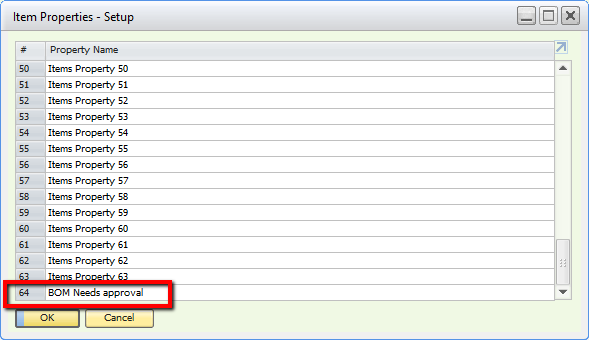 Item Properties - Setup
# Property Name
50 Items Property 50
51 Items Property 51
52 Items Property 52
53 Items Property 53
54 Items Property 54
55 Items Property 55
56 Items Property 56
57 Items Property 57
58 Items Property 58
59 Items Property 59
60 Items Property 60
61 Items Property 61
62 Items Property 62
63 Items Property 63
64 BOM Needs approval
OK Cancel